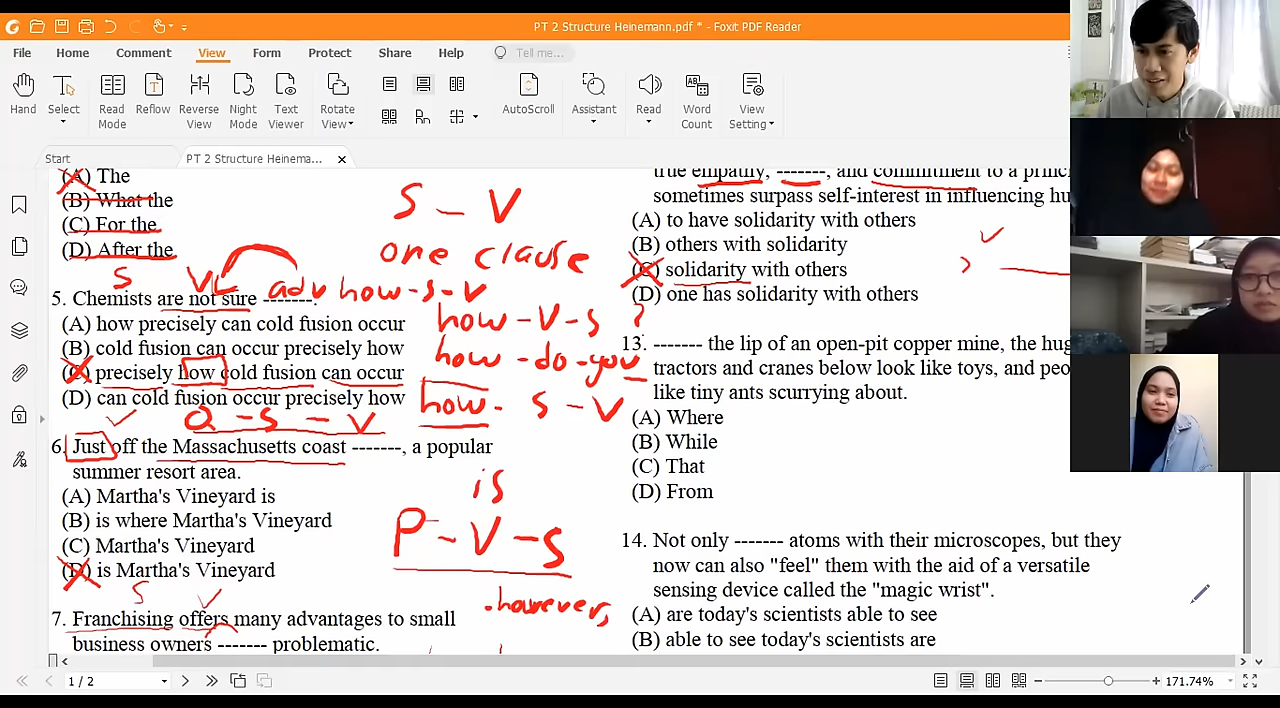 PT 2 Structure Heinemann.pdf * - Foxit PDF Reader
File Home Comment View Form Protect Share Help Tell me...
Hand Select Read Mode Reflow Reverse View Night Mode Text Viewer Rotate View AutoScroll Assistant Read Word Count View Setting
Start PT 2 Structure Heinema...
(A) The
(B) What the
(C) For the
(D) After the
S - V
one clause
S V adv how-S-V
5. Chemists are not sure -------.
(A) how precisely can cold fusion occur
(B) cold fusion can occur precisely how
(C) precisely how cold fusion can occur
(D) can cold fusion occur precisely how
how-V-S ?
how-do-you
how- S-V
Q-S-V
6. Just off the Massachusetts coast -------, a popular
summer resort area.
(A) Martha's Vineyard is
(B) is where Martha's Vineyard
(C) Martha's Vineyard
(D) is Martha's Vineyard
is
P-V-S
S
.however,
7. Franchising offers many advantages to small
business owners ------- problematic.
true empathy, -------, and commitment to a princ
sometimes surpass self-interest in influencing hu
(A) to have solidarity with others
(B) others with solidarity
(C) solidarity with others
(D) one has solidarity with others
13. ------- the lip of an open-pit copper mine, the hug
tractors and cranes below look like toys, and peo
like tiny ants scurrying about.
(A) Where
(B) While
(C) That
(D) From
14. Not only ------- atoms with their microscopes, but they
now can also "feel" them with the aid of a versatile
sensing device called the "magic wrist".
(A) are today's scientists able to see
(B) able to see today's scientists are
1 / 2 171.74%